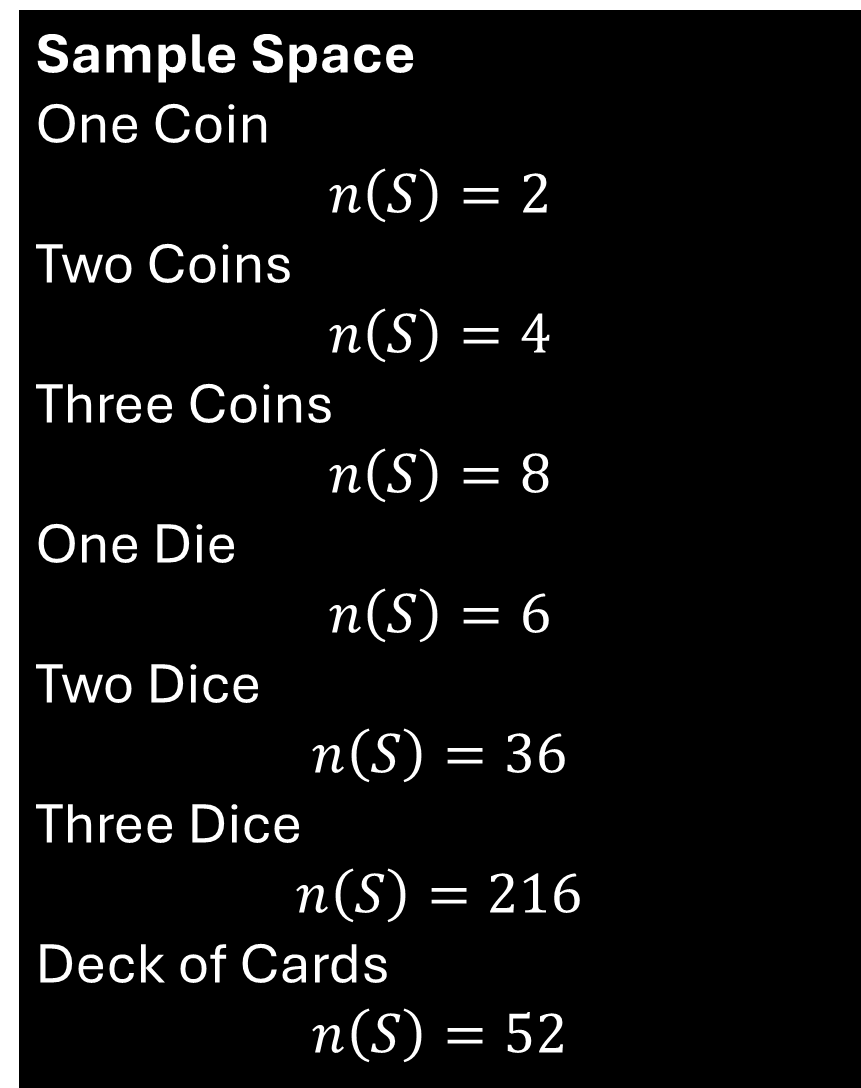 Sample Space
One Coin
n(S) = 2
Two Coins
n(S) = 4
Three Coins
n(S) = 8
One Die
n(S) = 6
Two Dice
n(S) = 36
Three Dice
n(S) = 216
Deck of Cards
n(S) = 52